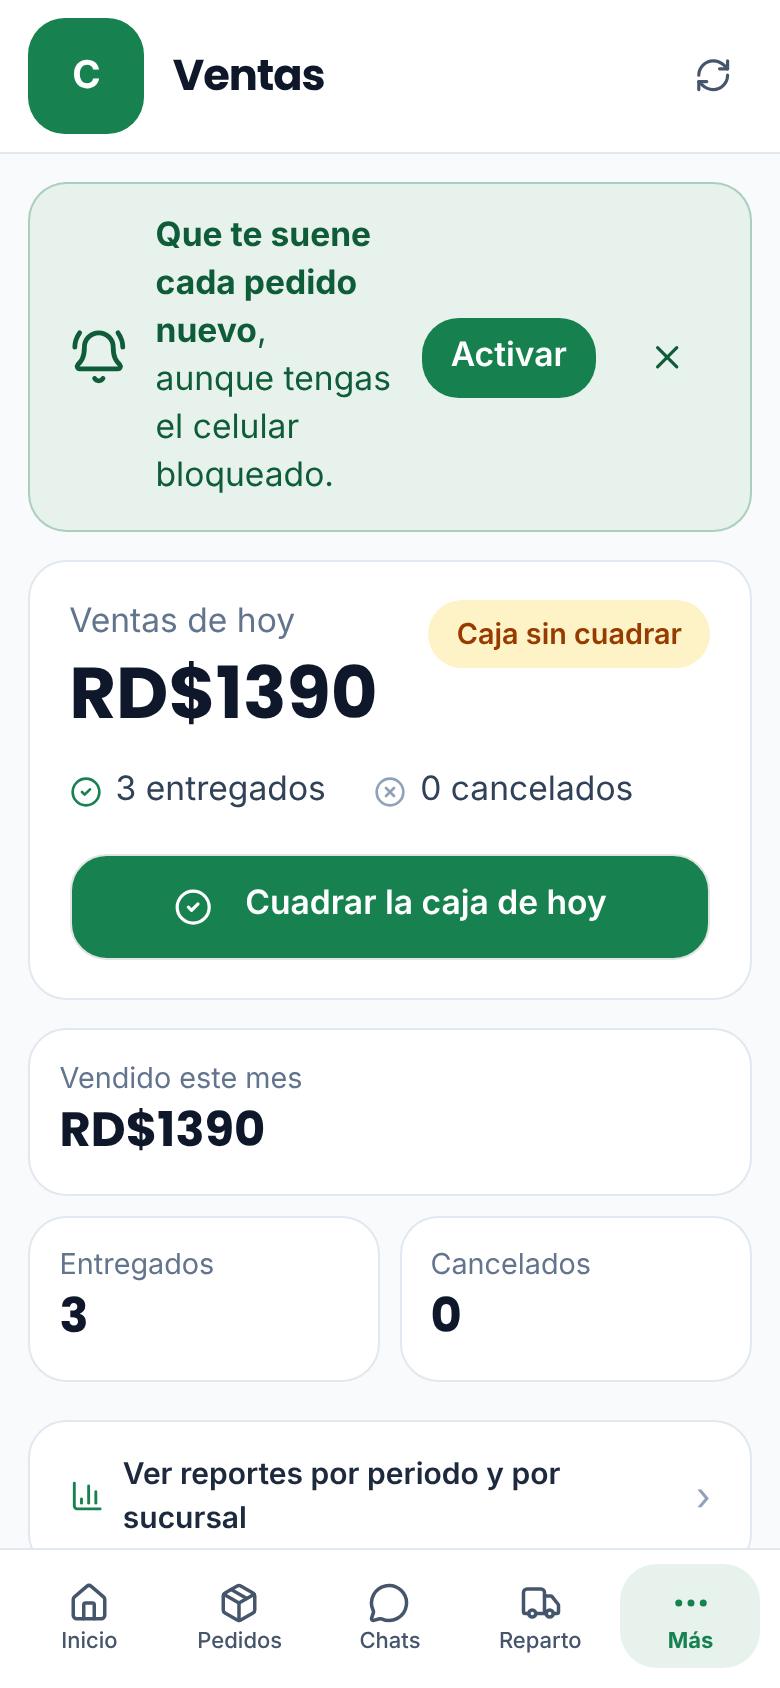 C
Ventas
Que te suene
cada pedido
nuevo,
aunque tengas
el celular
bloqueado.
Activar
Ventas de hoy
Caja sin cuadrar
RD$1390
3 entregados
0 cancelados
Cuadrar la caja de hoy
Vendido este mes
RD$1390
Entregados
3
Cancelados
0
Ver reportes por periodo y por
sucursal
Inicio
Pedidos
Chats
Reparto
Más